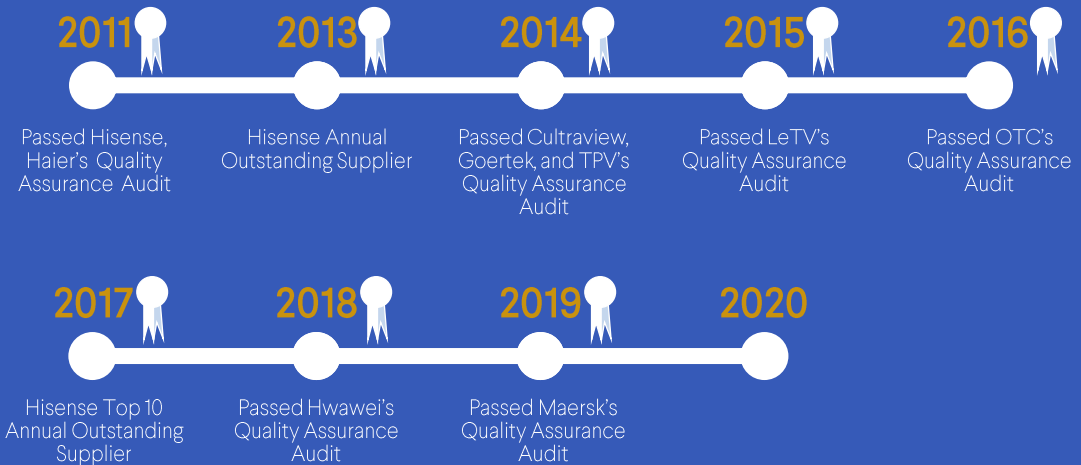 2011
2013
2014
2015
2016
Passed Hisense,
Haier's Quality
Assurance Audit
Hisense Annual
Outstanding Supplier
Passed Cultraview,
Goertek, and TPV's
Quality Assurance
Audit
Passed LeTV's
Quality Assurance
Audit
Passed OTC's
Quality Assurance
Audit
2017
2018
2019
2020
Hisense Top 10
Annual Outstanding
Supplier
Passed Hwawei's
Quality Assurance
Audit
Passed Maersk's
Quality Assurance
Audit